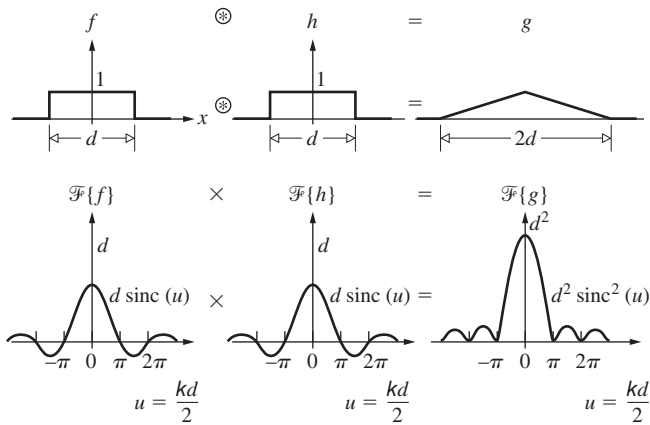 f ⊛ h = g
1 1
x ⊛ =
d d 2d
ℱ{f} × ℱ{h} = ℱ{g}
d d d²
d sinc (u) × d sinc (u) = d² sinc² (u)
−π 0 π 2π −π 0 π 2π −π 0 π 2π
u = kd/2 u = kd/2 u = kd/2